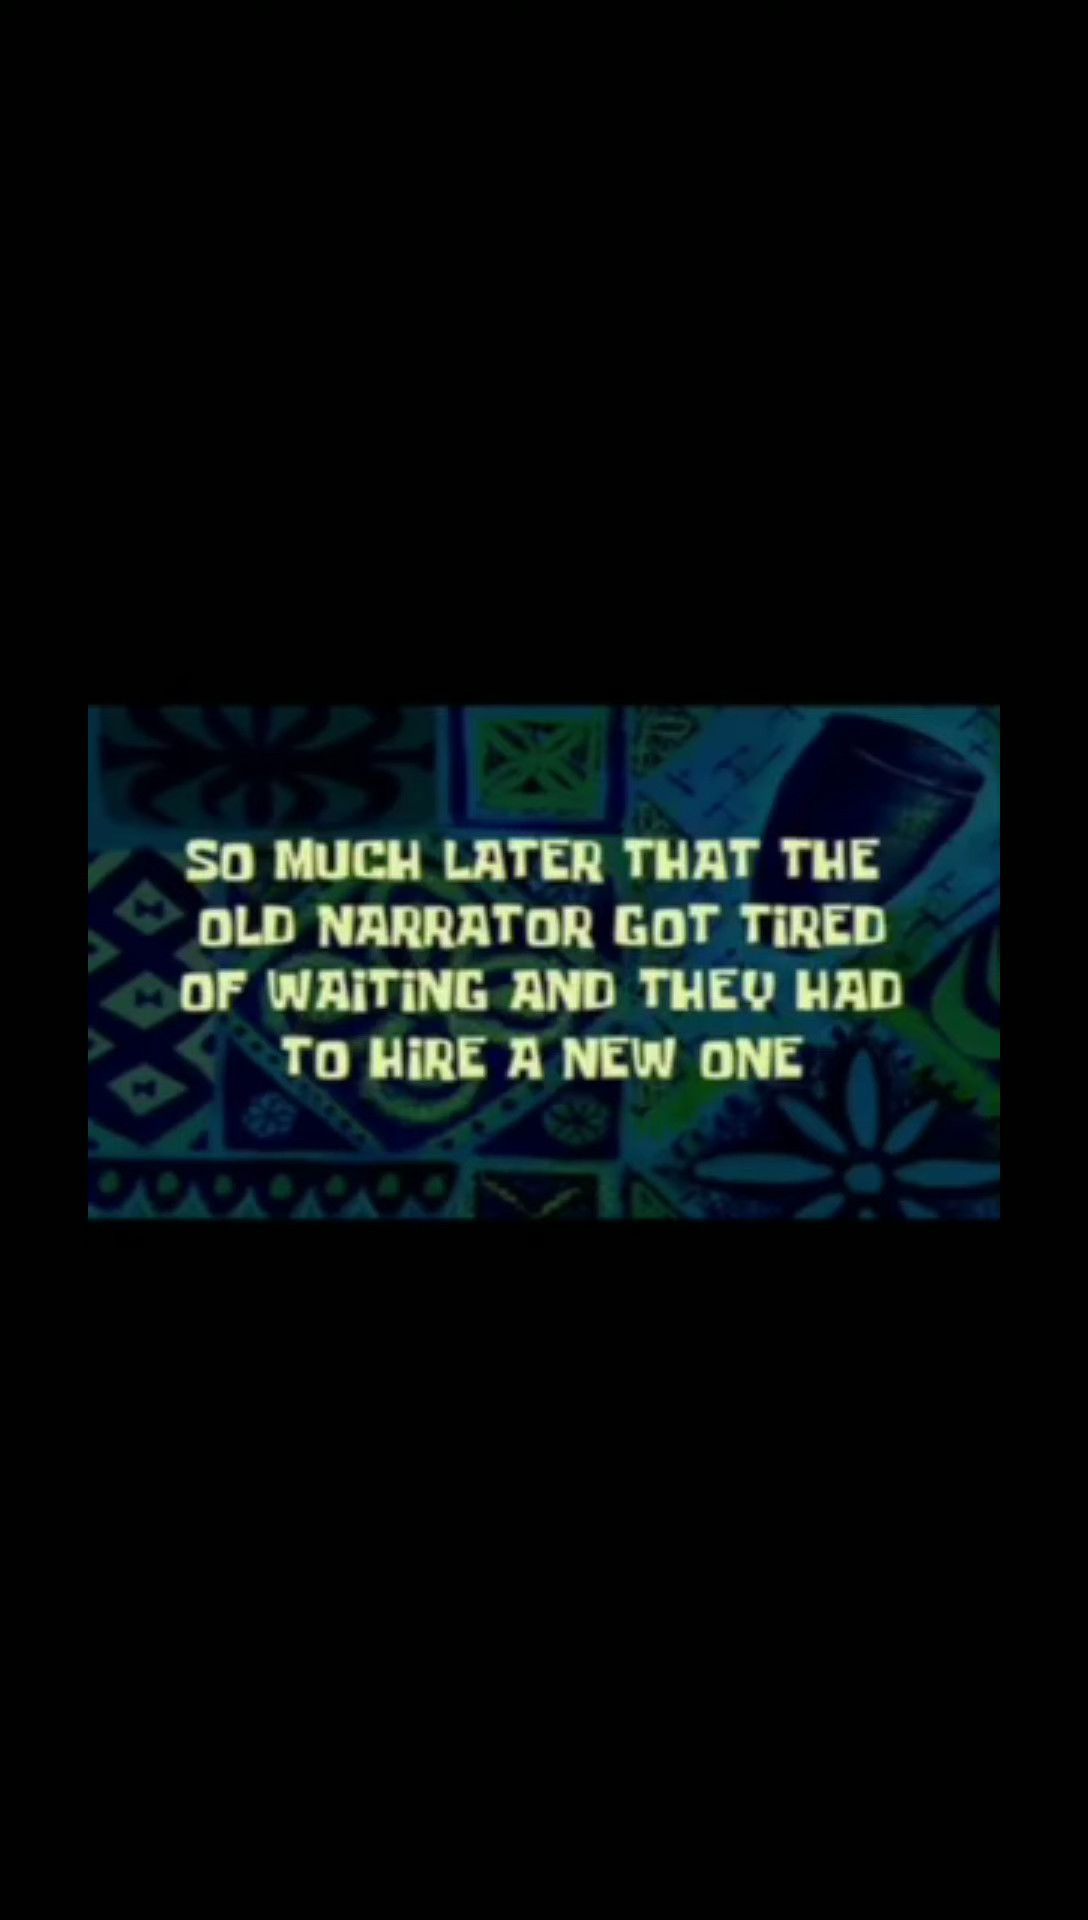 SO MUCH LATER THAT THE
OLD NARRATOR GOT TiRED
OF WAiTiNG AND THEY HAD
TO HiRE A NEW ONE